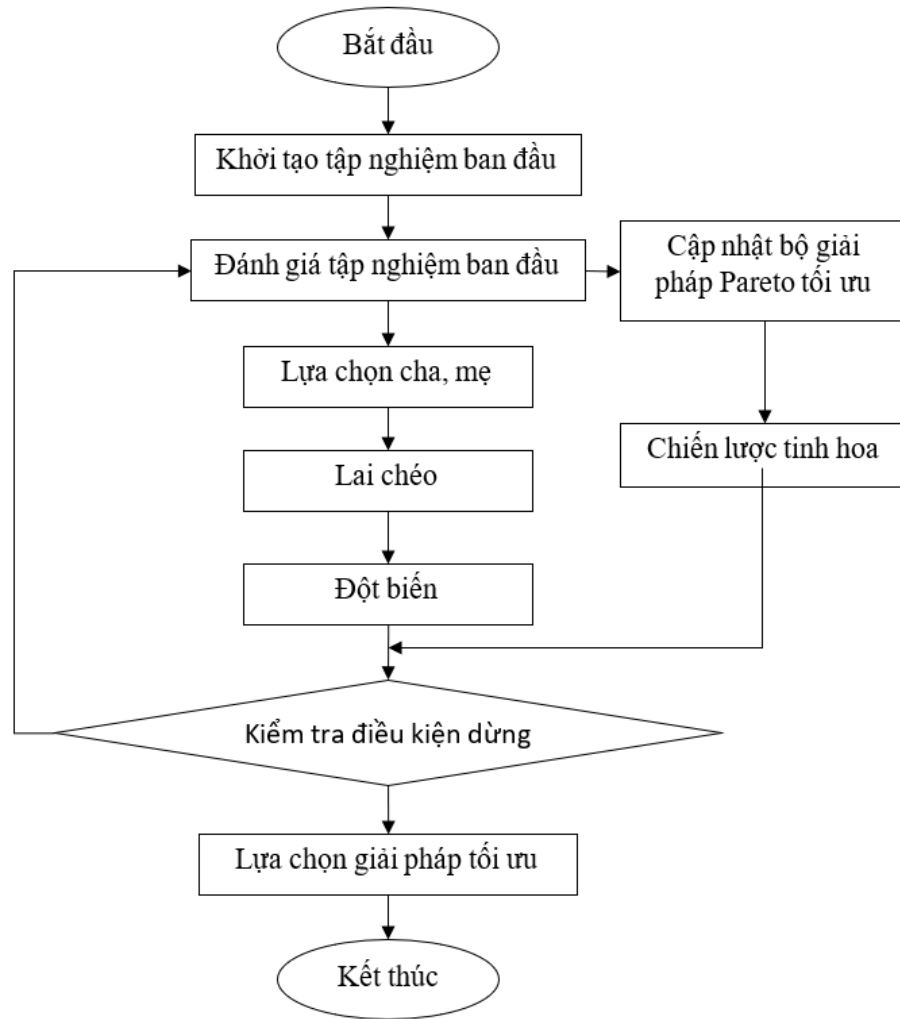 Bắt đầu
Khởi tạo tập nghiệm ban đầu
Đánh giá tập nghiệm ban đầu
Cập nhật bộ giải
pháp Pareto tối ưu
Lựa chọn cha, mẹ
Chiến lược tinh hoa
Lai chéo
Đột biến
Kiểm tra điều kiện dừng
Lựa chọn giải pháp tối ưu
Kết thúc